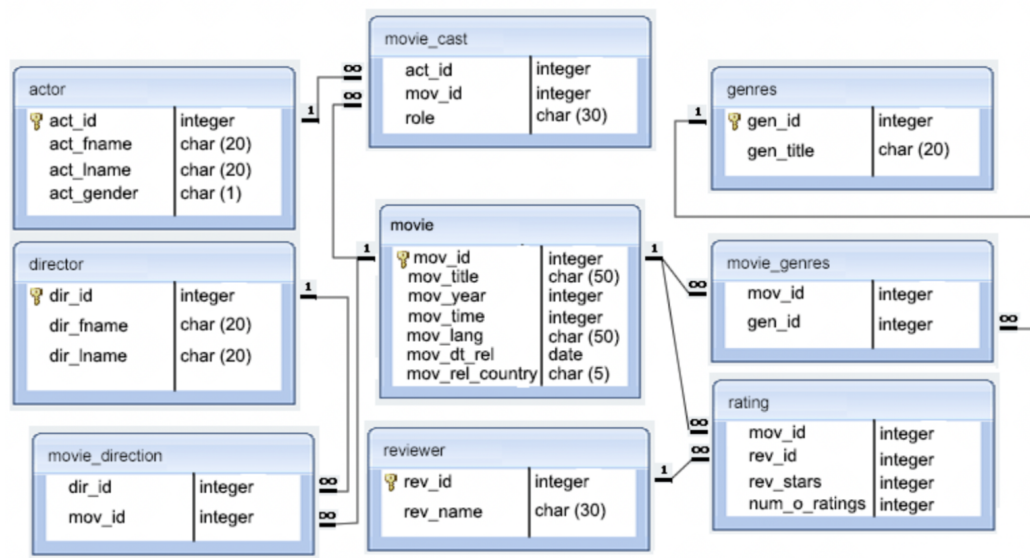 movie_cast
act_id integer
mov_id integer
role char (30)
∞
∞
actor
act_id integer
act_fname char (20)
act_lname char (20)
act_gender char (1)
1
genres
gen_id integer
gen_title char (20)
1
movie
mov_id integer
mov_title char (50)
mov_year integer
mov_time integer
mov_lang char (50)
mov_dt_rel date
mov_rel_country char (5)
1
1
director
dir_id integer
dir_fname char (20)
dir_lname char (20)
1
movie_genres
mov_id integer
gen_id integer
∞
∞
movie_direction
dir_id integer
mov_id integer
∞
∞
reviewer
rev_id integer
rev_name char (30)
1
rating
mov_id integer
rev_id integer
rev_stars integer
num_o_ratings integer
∞
∞